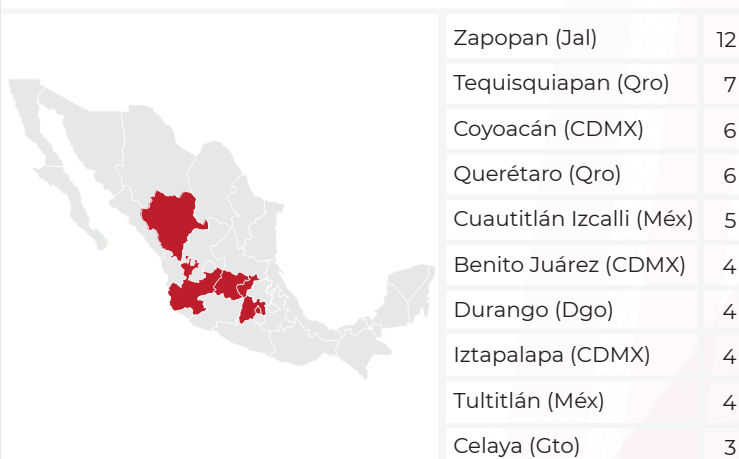 Zapopan (Jal) 12
Tequisquiapan (Qro) 7
Coyoacán (CDMX) 6
Querétaro (Qro) 6
Cuautitlán Izcalli (Méx) 5
Benito Juárez (CDMX) 4
Durango (Dgo) 4
Iztapalapa (CDMX) 4
Tultitlán (Méx) 4
Celaya (Gto) 3